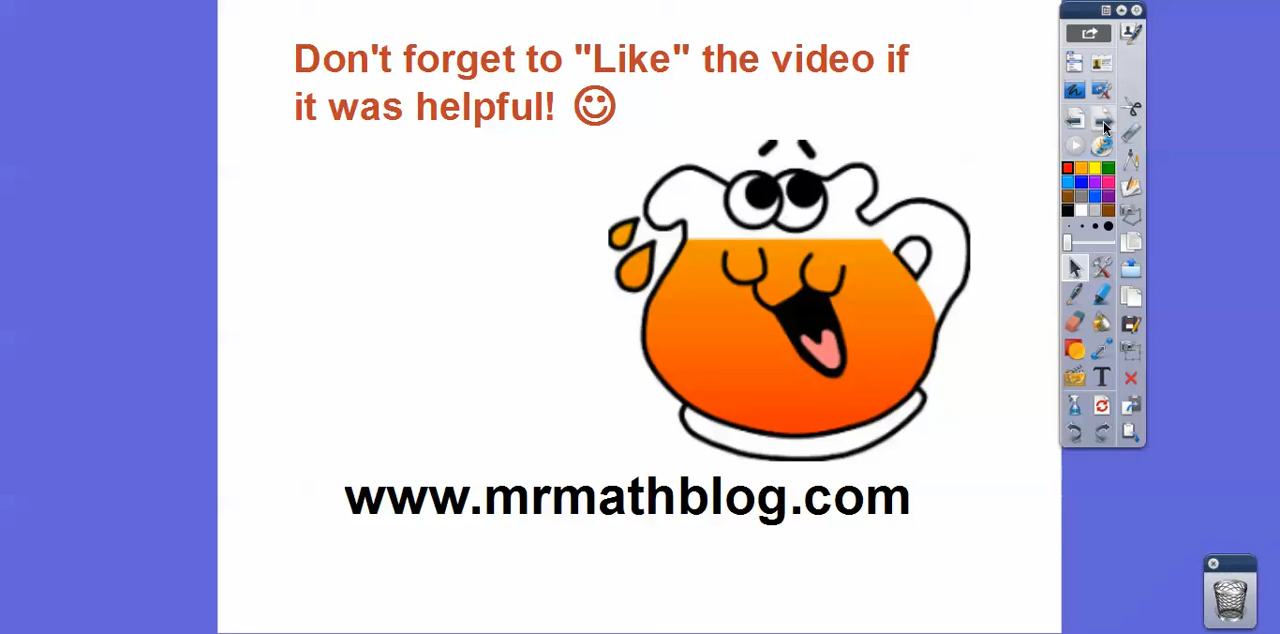 Don't forget to "Like" the video if
it was helpful! ☺
www.mrmathblog.com
T